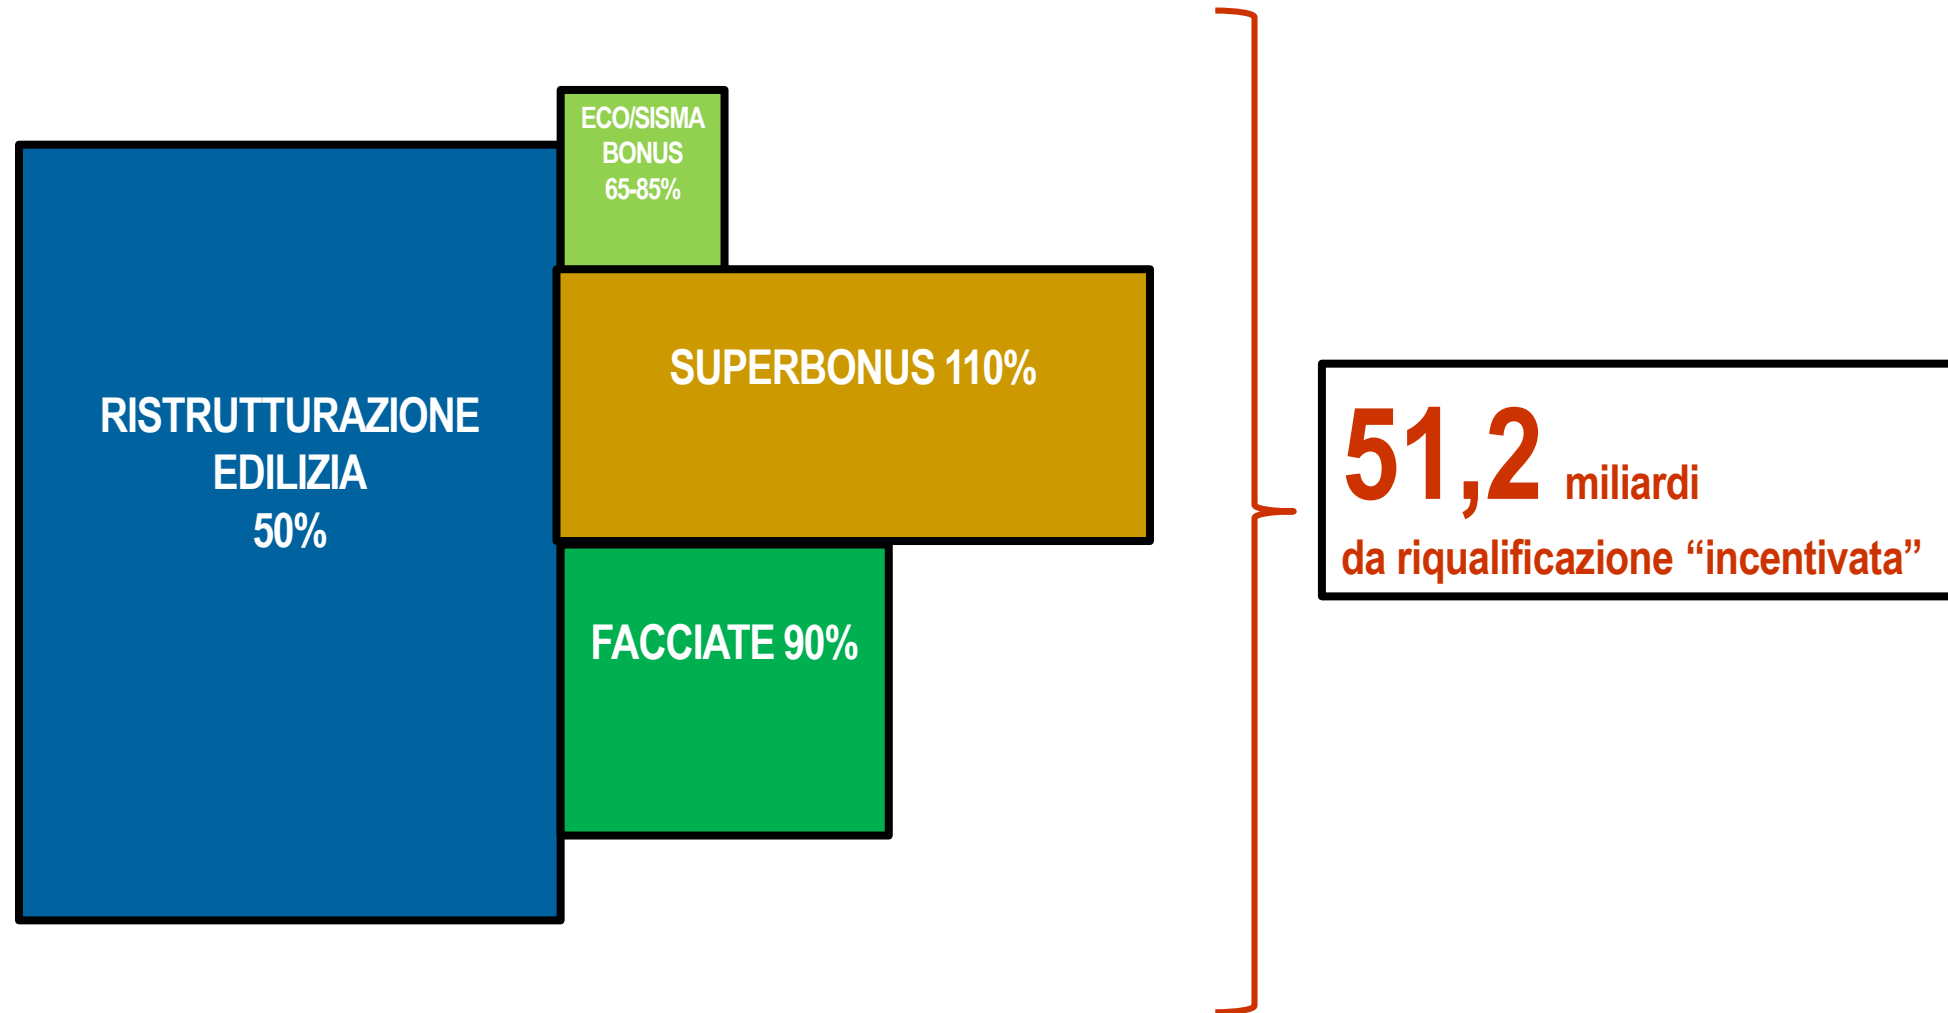 ECO/SISMA
BONUS
65-85%
RISTRUTTURAZIONE
EDILIZIA
50%
SUPERBONUS 110%
FACCIATE 90%
51,2 miliardi
da riqualificazione “incentivata”